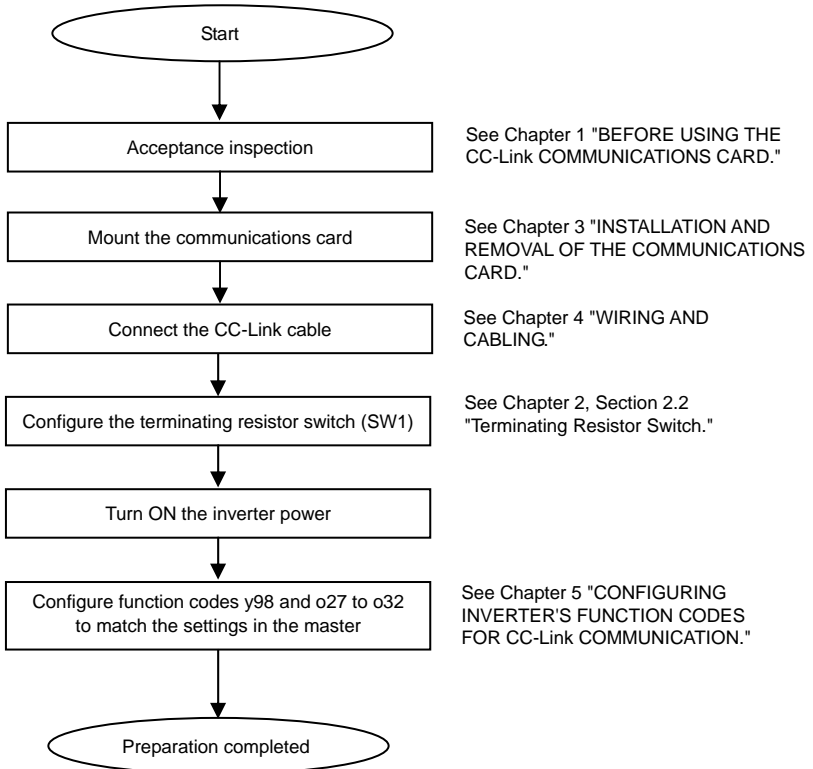 Start
Acceptance inspection
See Chapter 1 "BEFORE USING THE
CC-Link COMMUNICATIONS CARD."
Mount the communications card
See Chapter 3 "INSTALLATION AND
REMOVAL OF THE COMMUNICATIONS
CARD."
Connect the CC-Link cable
See Chapter 4 "WIRING AND
CABLING."
Configure the terminating resistor switch (SW1)
See Chapter 2, Section 2.2
"Terminating Resistor Switch."
Turn ON the inverter power
Configure function codes y98 and o27 to o32
to match the settings in the master
See Chapter 5 "CONFIGURING
INVERTER'S FUNCTION CODES
FOR CC-Link COMMUNICATION."
Preparation completed